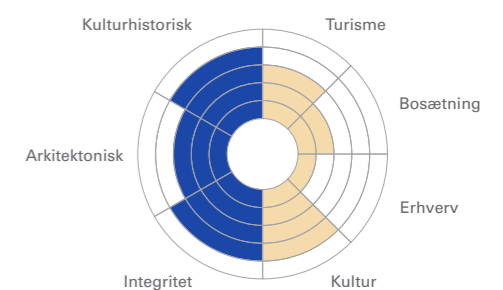 Kulturhistorisk
Turisme
Bosætning
Arkitektonisk
Erhverv
Integritet
Kultur